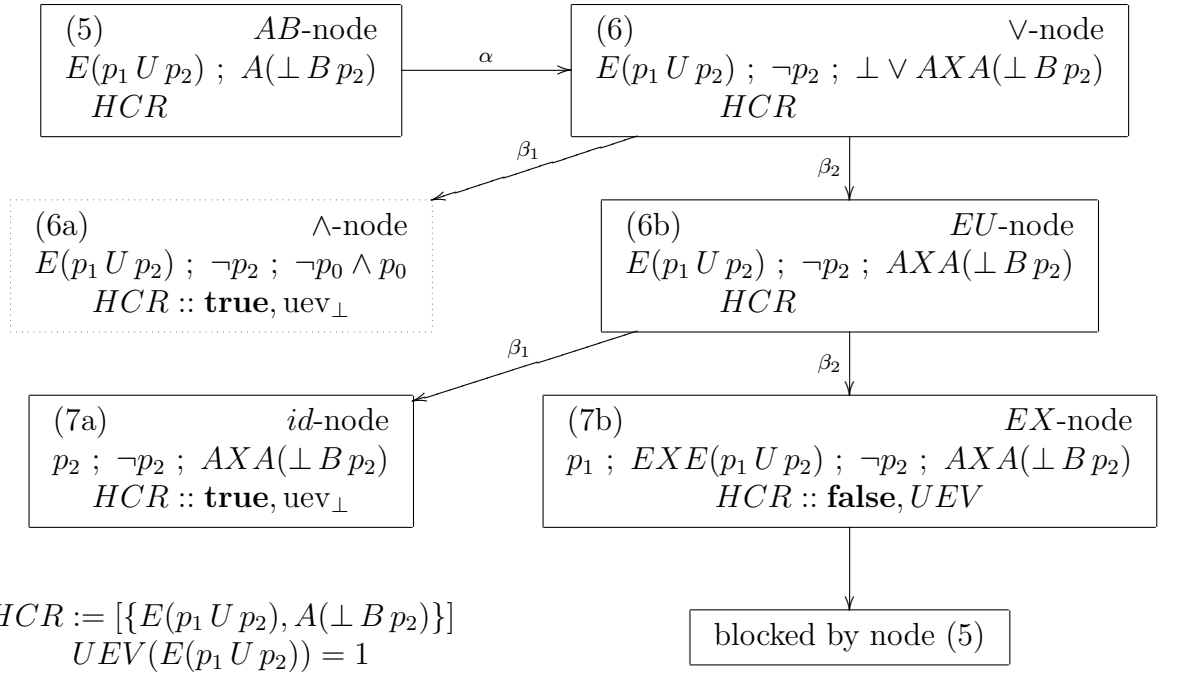 (5) AB-node (6) ∨-node
E(p₁ U p₂) ; A(⊥ B p₂) α E(p₁ U p₂) ; ¬p₂ ; ⊥ ∨ AXA(⊥ B p₂)
HCR HCR
β₁ β₂
(6a) ∧-node (6b) EU-node
E(p₁ U p₂) ; ¬p₂ ; ¬p₀ ∧ p₀ E(p₁ U p₂) ; ¬p₂ ; AXA(⊥ B p₂)
HCR :: true, uev⊥ HCR
β₁ β₂
(7a) id-node (7b) EX-node
p₂ ; ¬p₂ ; AXA(⊥ B p₂) p₁ ; EXE(p₁ U p₂) ; ¬p₂ ; AXA(⊥ B p₂)
HCR :: true, uev⊥ HCR :: false, UEV
HCR := [{E(p₁ U p₂), A(⊥ B p₂)}] blocked by node (5)
UEV(E(p₁ U p₂)) = 1